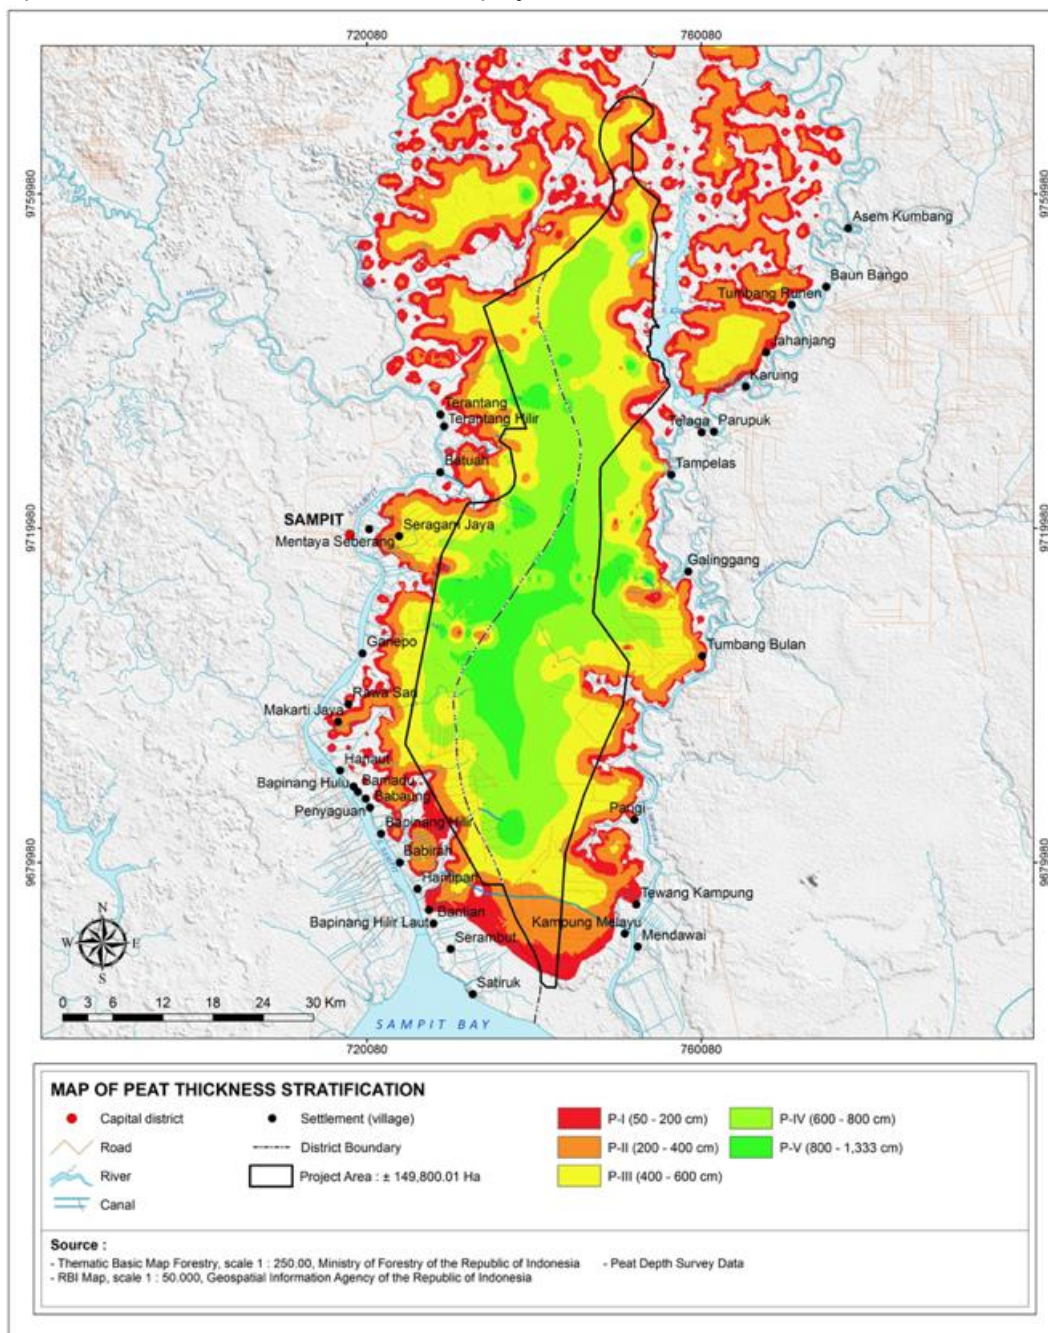 720080
760080
9759980
9759980
Asem Kumbang
Baun Bango
Tumbang Runen
Jahanjang
Karuing
Terantang
Terantang Hilir
Telaga
Parupuk
Batuah
Tampelas
SAMPIT
Seragam Jaya
Mentaya Seberang
9719980
9719980
Galinggang
Ganepo
Tumbang Bulan
Rawa Sari
Makarti Jaya
Hanaut
Bapinang Hulu
Bamadu
Babaung
Penyaguan
Parigi
Bapinang Hilir
Babirah
9679980
9679980
Hantipan
Tewang Kampung
Bantian
Bapinang Hilir Laut
Kampung Melayu
Mendawai
Serambut
Satiruk
N
W E
S
0 3 6 12 18 24 30 Km
SAMPIT BAY
720080
760080
MAP OF PEAT THICKNESS STRATIFICATION
Capital district
Settlement (village)
P-I (50 - 200 cm)
P-IV (600 - 800 cm)
Road
District Boundary
P-II (200 - 400 cm)
P-V (800 - 1,333 cm)
River
Project Area : ± 149,800.01 Ha
P-III (400 - 600 cm)
Canal
Source :
- Thematic Basic Map Forestry, scale 1 : 250.00, Ministry of Forestry of the Republic of Indonesia
- Peat Depth Survey Data
- RBI Map, scale 1 : 50.000, Geospatial Information Agency of the Republic of Indonesia